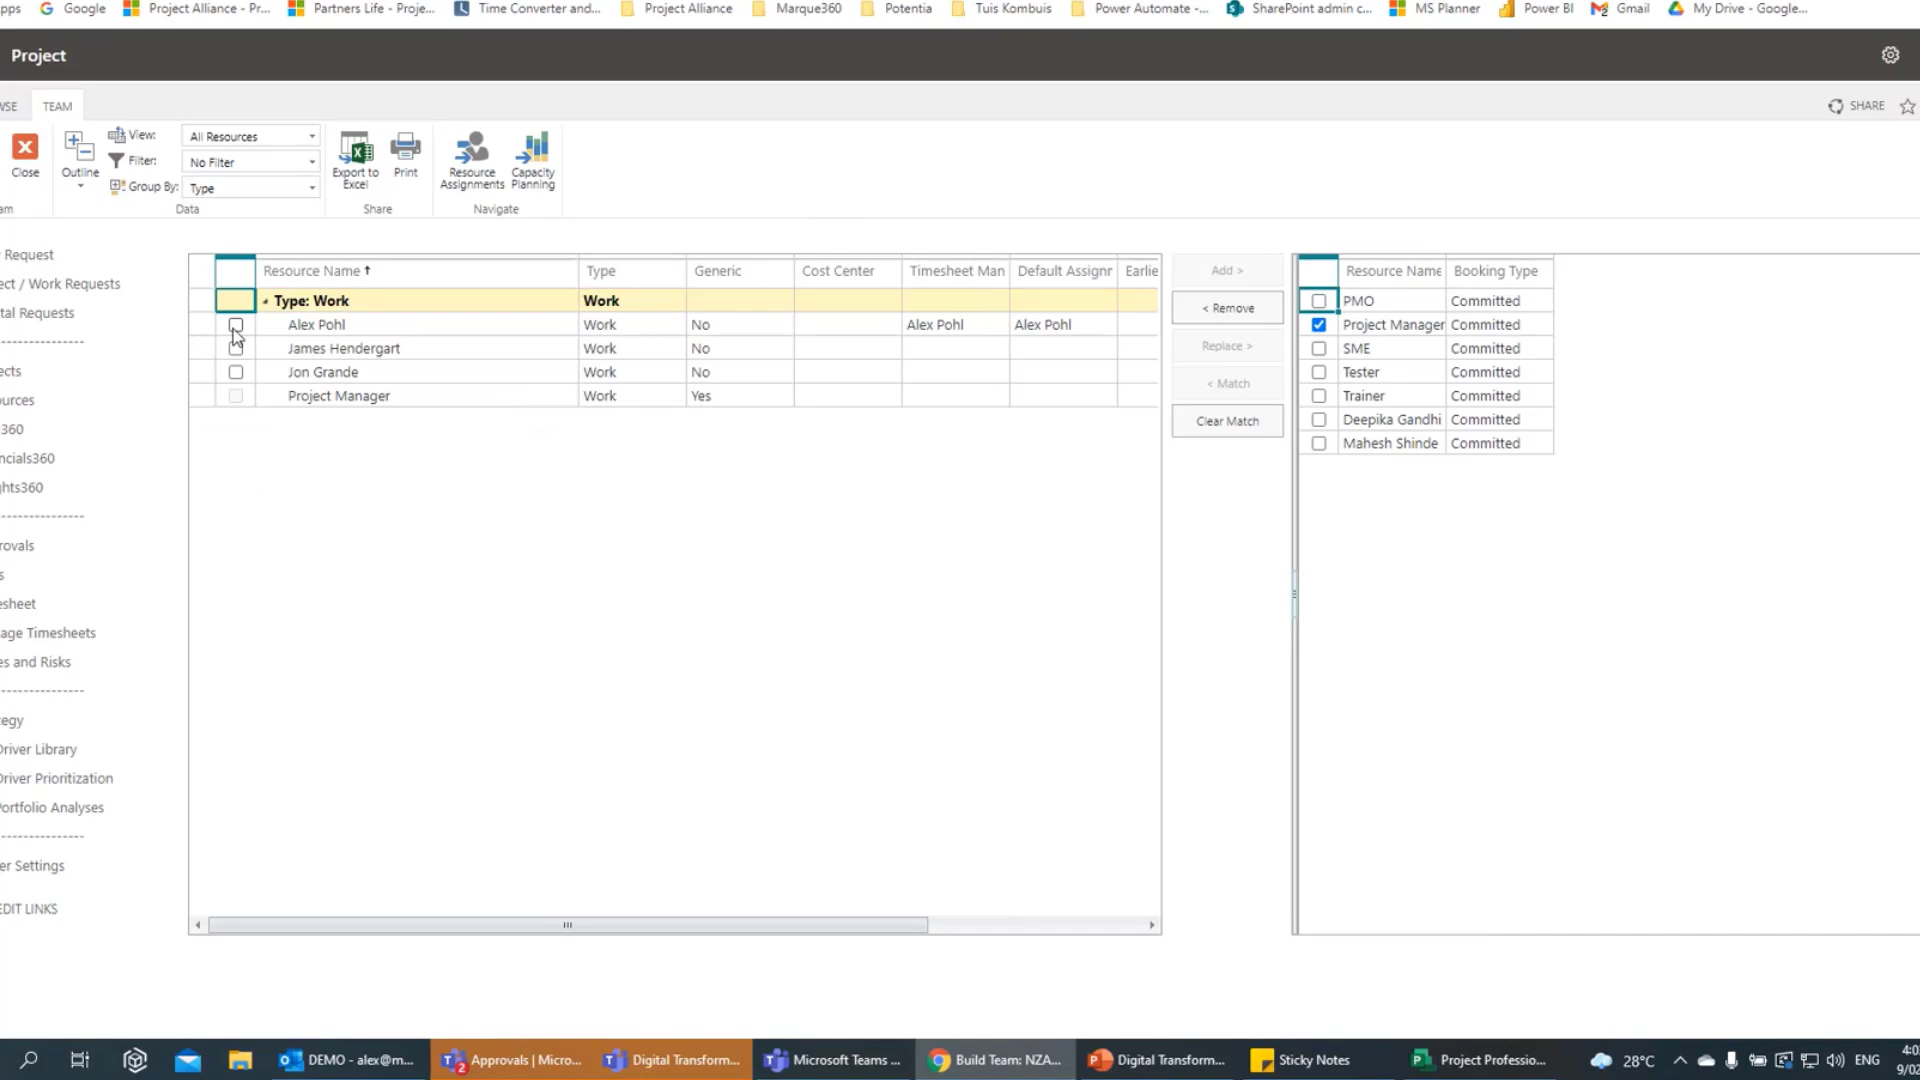 Google Project Alliance - Pr... Partners Life - Proje... Time Converter and... Project Alliance Marque360 Potentia Tuis Kombuis Power Automate -... SharePoint admin c... MS Planner Power BI Gmail My Drive - Google...
Project
TEAM
SHARE
Close
Outline
View: All Resources
Filter: No Filter
Group By: Type
Export to Excel
Print
Resource Assignments
Capacity Planning
Data
Share
Navigate
Request
ect / Work Requests
tal Requests
ects
ources
360
ncials360
ghts360
rovals
s
esheet
age Timesheets
es and Risks
tegy
Driver Library
Driver Prioritization
Portfolio Analyses
er Settings
EDIT LINKS
Resource Name ↑ Type Generic Cost Center Timesheet Man Default Assignr Earlie
Type: Work Work
Alex Pohl Work No Alex Pohl Alex Pohl
James Hendergart Work No
Jon Grande Work No
Project Manager Work Yes
Add >
< Remove
Replace >
< Match
Clear Match
Resource Name Booking Type
PMO Committed
Project Manager Committed
SME Committed
Tester Committed
Trainer Committed
Deepika Gandhi Committed
Mahesh Shinde Committed
DEMO - alex@m... Approvals | Micro... Digital Transform... Microsoft Teams ... Build Team: NZA... Digital Transform... Sticky Notes Project Professio... 28°C ENG
4:0
9/02